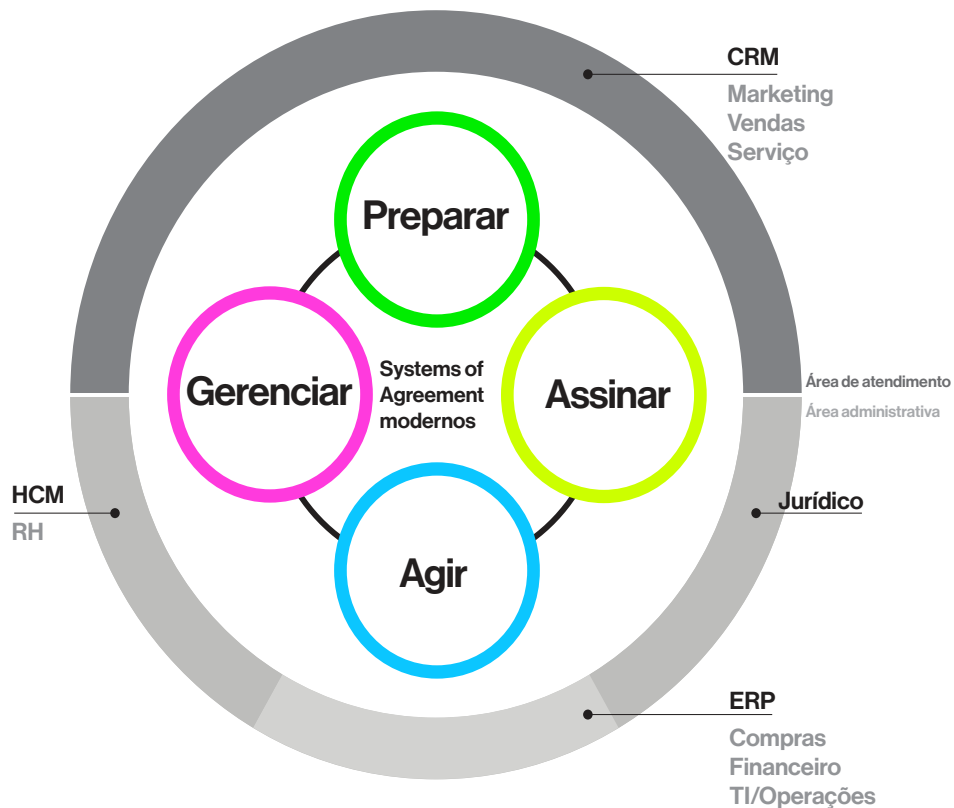 CRM
Marketing
Vendas
Serviço
Preparar
Gerenciar
Systems of
Agreement
modernos
Assinar
Área de atendimento
Área administrativa
HCM
RH
Jurídico
Agir
ERP
Compras
Financeiro
TI/Operações